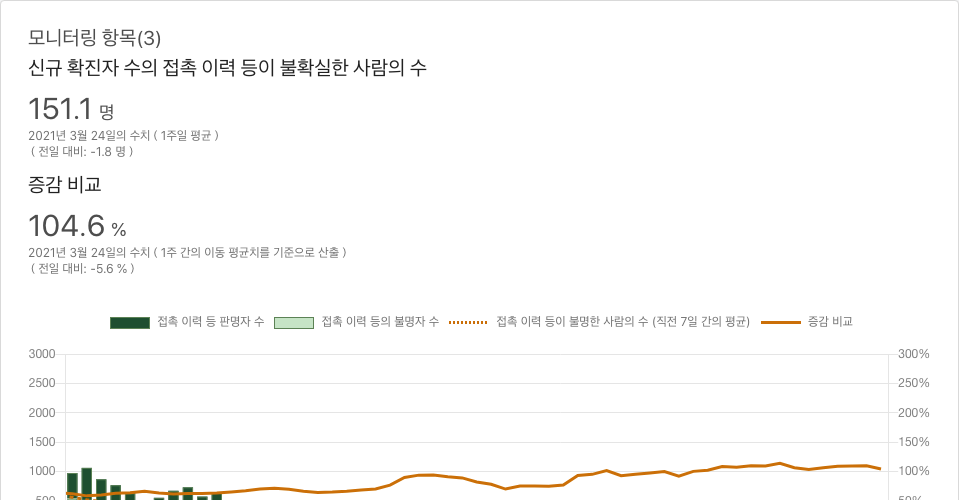 모니터링 항목(3)
신규 확진자 수의 접촉 이력 등이 불확실한 사람의 수
151.1 명
2021년 3월 24일의 수치 ( 1주일 평균 )
( 전일 대비: -1.8 명 )
증감 비교
104.6 %
2021년 3월 24일의 수치 ( 1주 간의 이동 평균치를 기준으로 산출 )
( 전일 대비: -5.6 % )
접촉 이력 등 판명자 수 접촉 이력 등의 불명자 수 접촉 이력 등이 불명한 사람의 수 (직전 7일 간의 평균) 증감 비교
3000 300%
2500 250%
2000 200%
1500 150%
1000 100%
500 50%